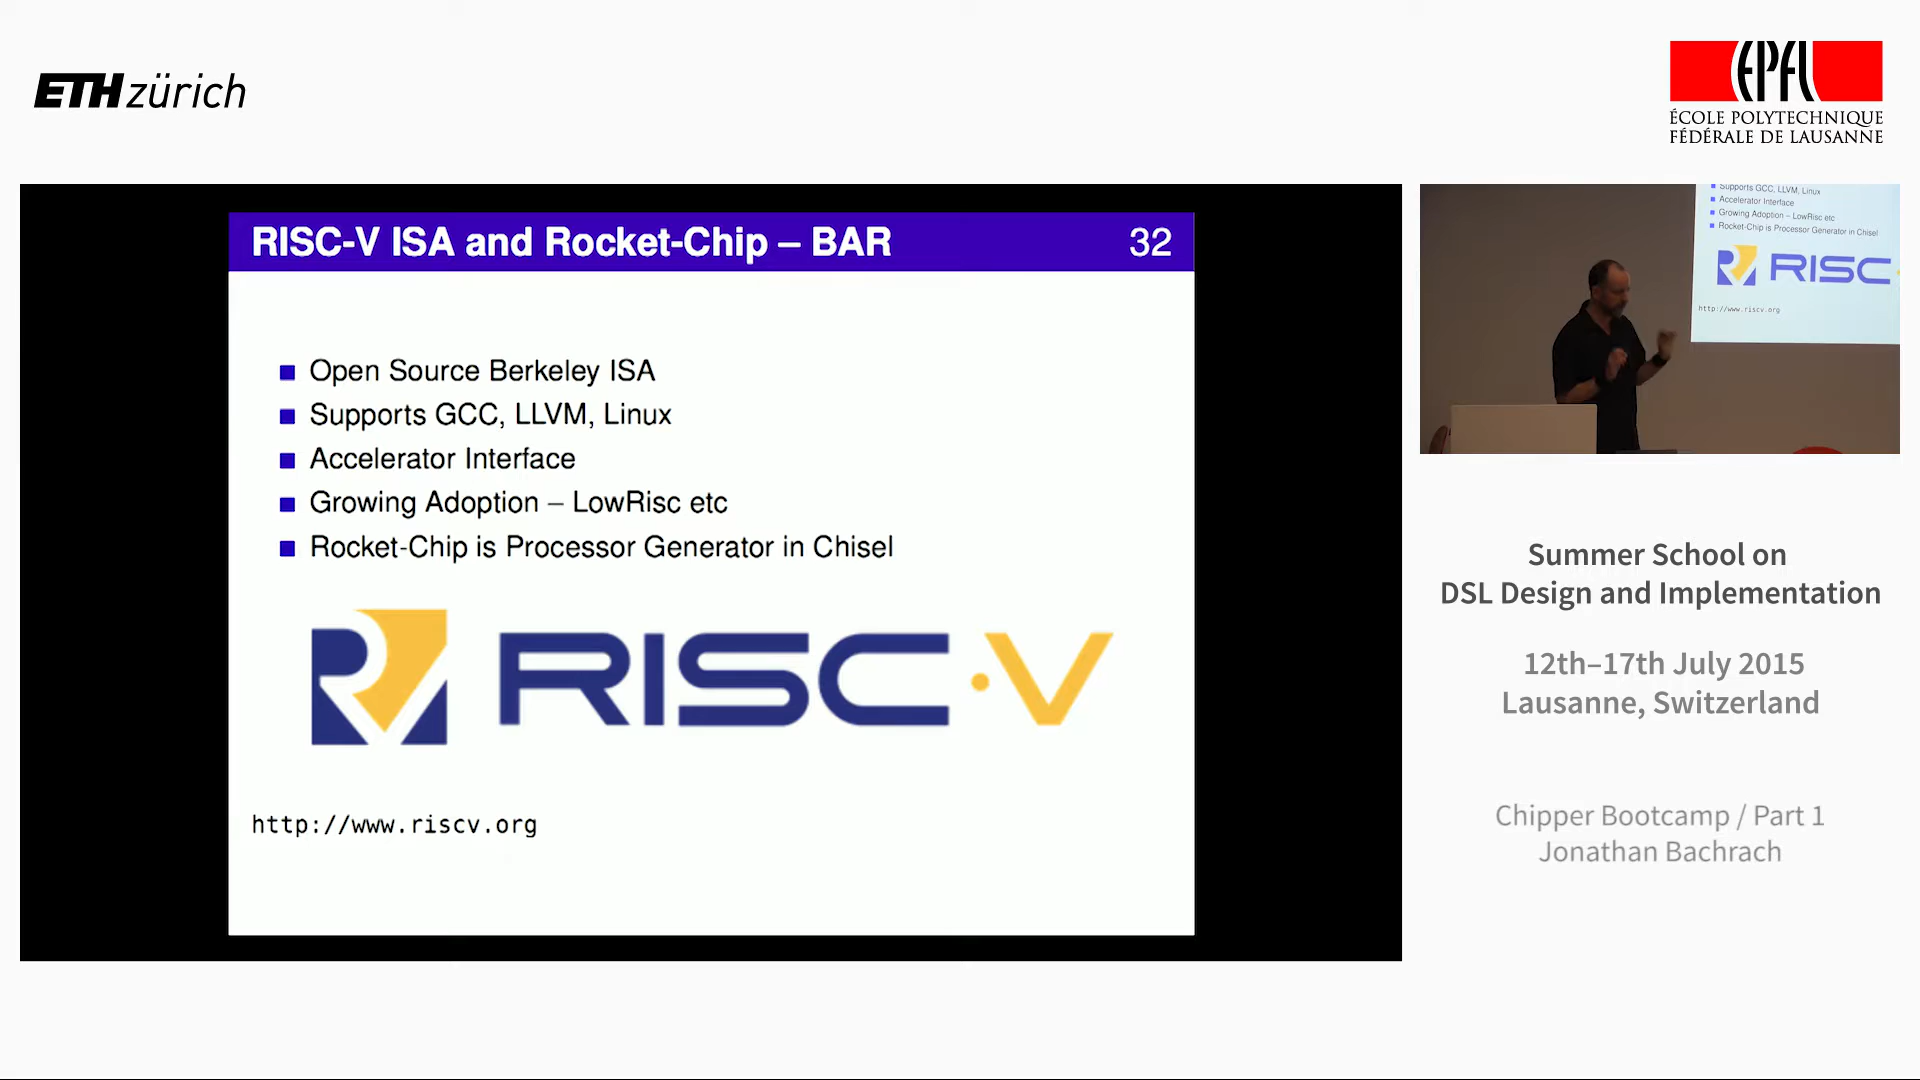 ETH zürich
EPFL
ÉCOLE POLYTECHNIQUE
FÉDÉRALE DE LAUSANNE
RISC-V ISA and Rocket-Chip – BAR 32
Open Source Berkeley ISA
Supports GCC, LLVM, Linux
Accelerator Interface
Growing Adoption – LowRisc etc
Rocket-Chip is Processor Generator in Chisel
RISC-V
http://www.riscv.org
Supports GCC, LLVM, Linux
Accelerator Interface
Growing Adoption – LowRisc etc
Rocket-Chip is Processor Generator in Chisel
RISC
http://www.riscv.org
Summer School on
DSL Design and Implementation
12th–17th July 2015
Lausanne, Switzerland
Chipper Bootcamp / Part 1
Jonathan Bachrach